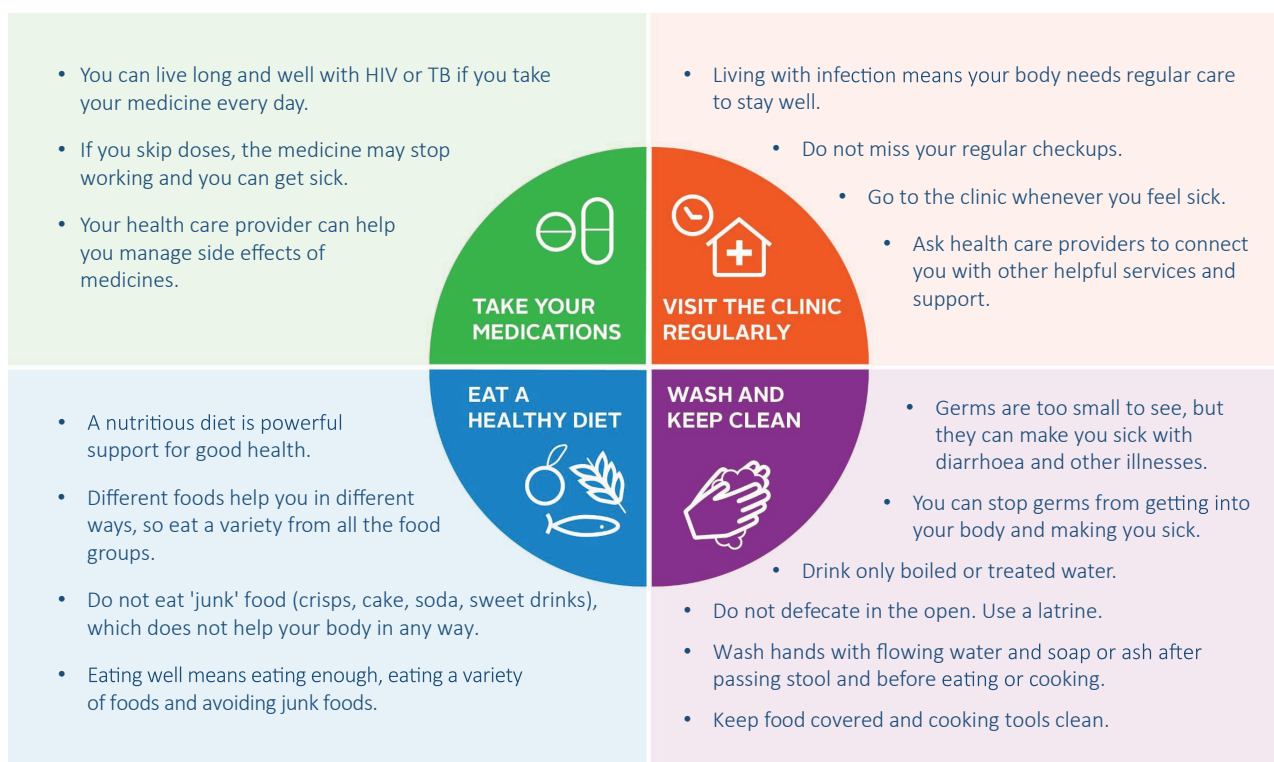 • You can live long and well with HIV or TB if you take
your medicine every day.
• If you skip doses, the medicine may stop
working and you can get sick.
• Your health care provider can help
you manage side effects of
medicines.
TAKE YOUR
MEDICATIONS
• Living with infection means your body needs regular care
to stay well.
• Do not miss your regular checkups.
• Go to the clinic whenever you feel sick.
• Ask health care providers to connect
you with other helpful services and
support.
VISIT THE CLINIC
REGULARLY
EAT A
HEALTHY DIET
• A nutritious diet is powerful
support for good health.
• Different foods help you in different
ways, so eat a variety from all the food
groups.
• Do not eat 'junk' food (crisps, cake, soda, sweet drinks),
which does not help your body in any way.
• Eating well means eating enough, eating a variety
of foods and avoiding junk foods.
WASH AND
KEEP CLEAN
• Germs are too small to see, but
they can make you sick with
diarrhoea and other illnesses.
• You can stop germs from getting into
your body and making you sick.
• Drink only boiled or treated water.
• Do not defecate in the open. Use a latrine.
• Wash hands with flowing water and soap or ash after
passing stool and before eating or cooking.
• Keep food covered and cooking tools clean.